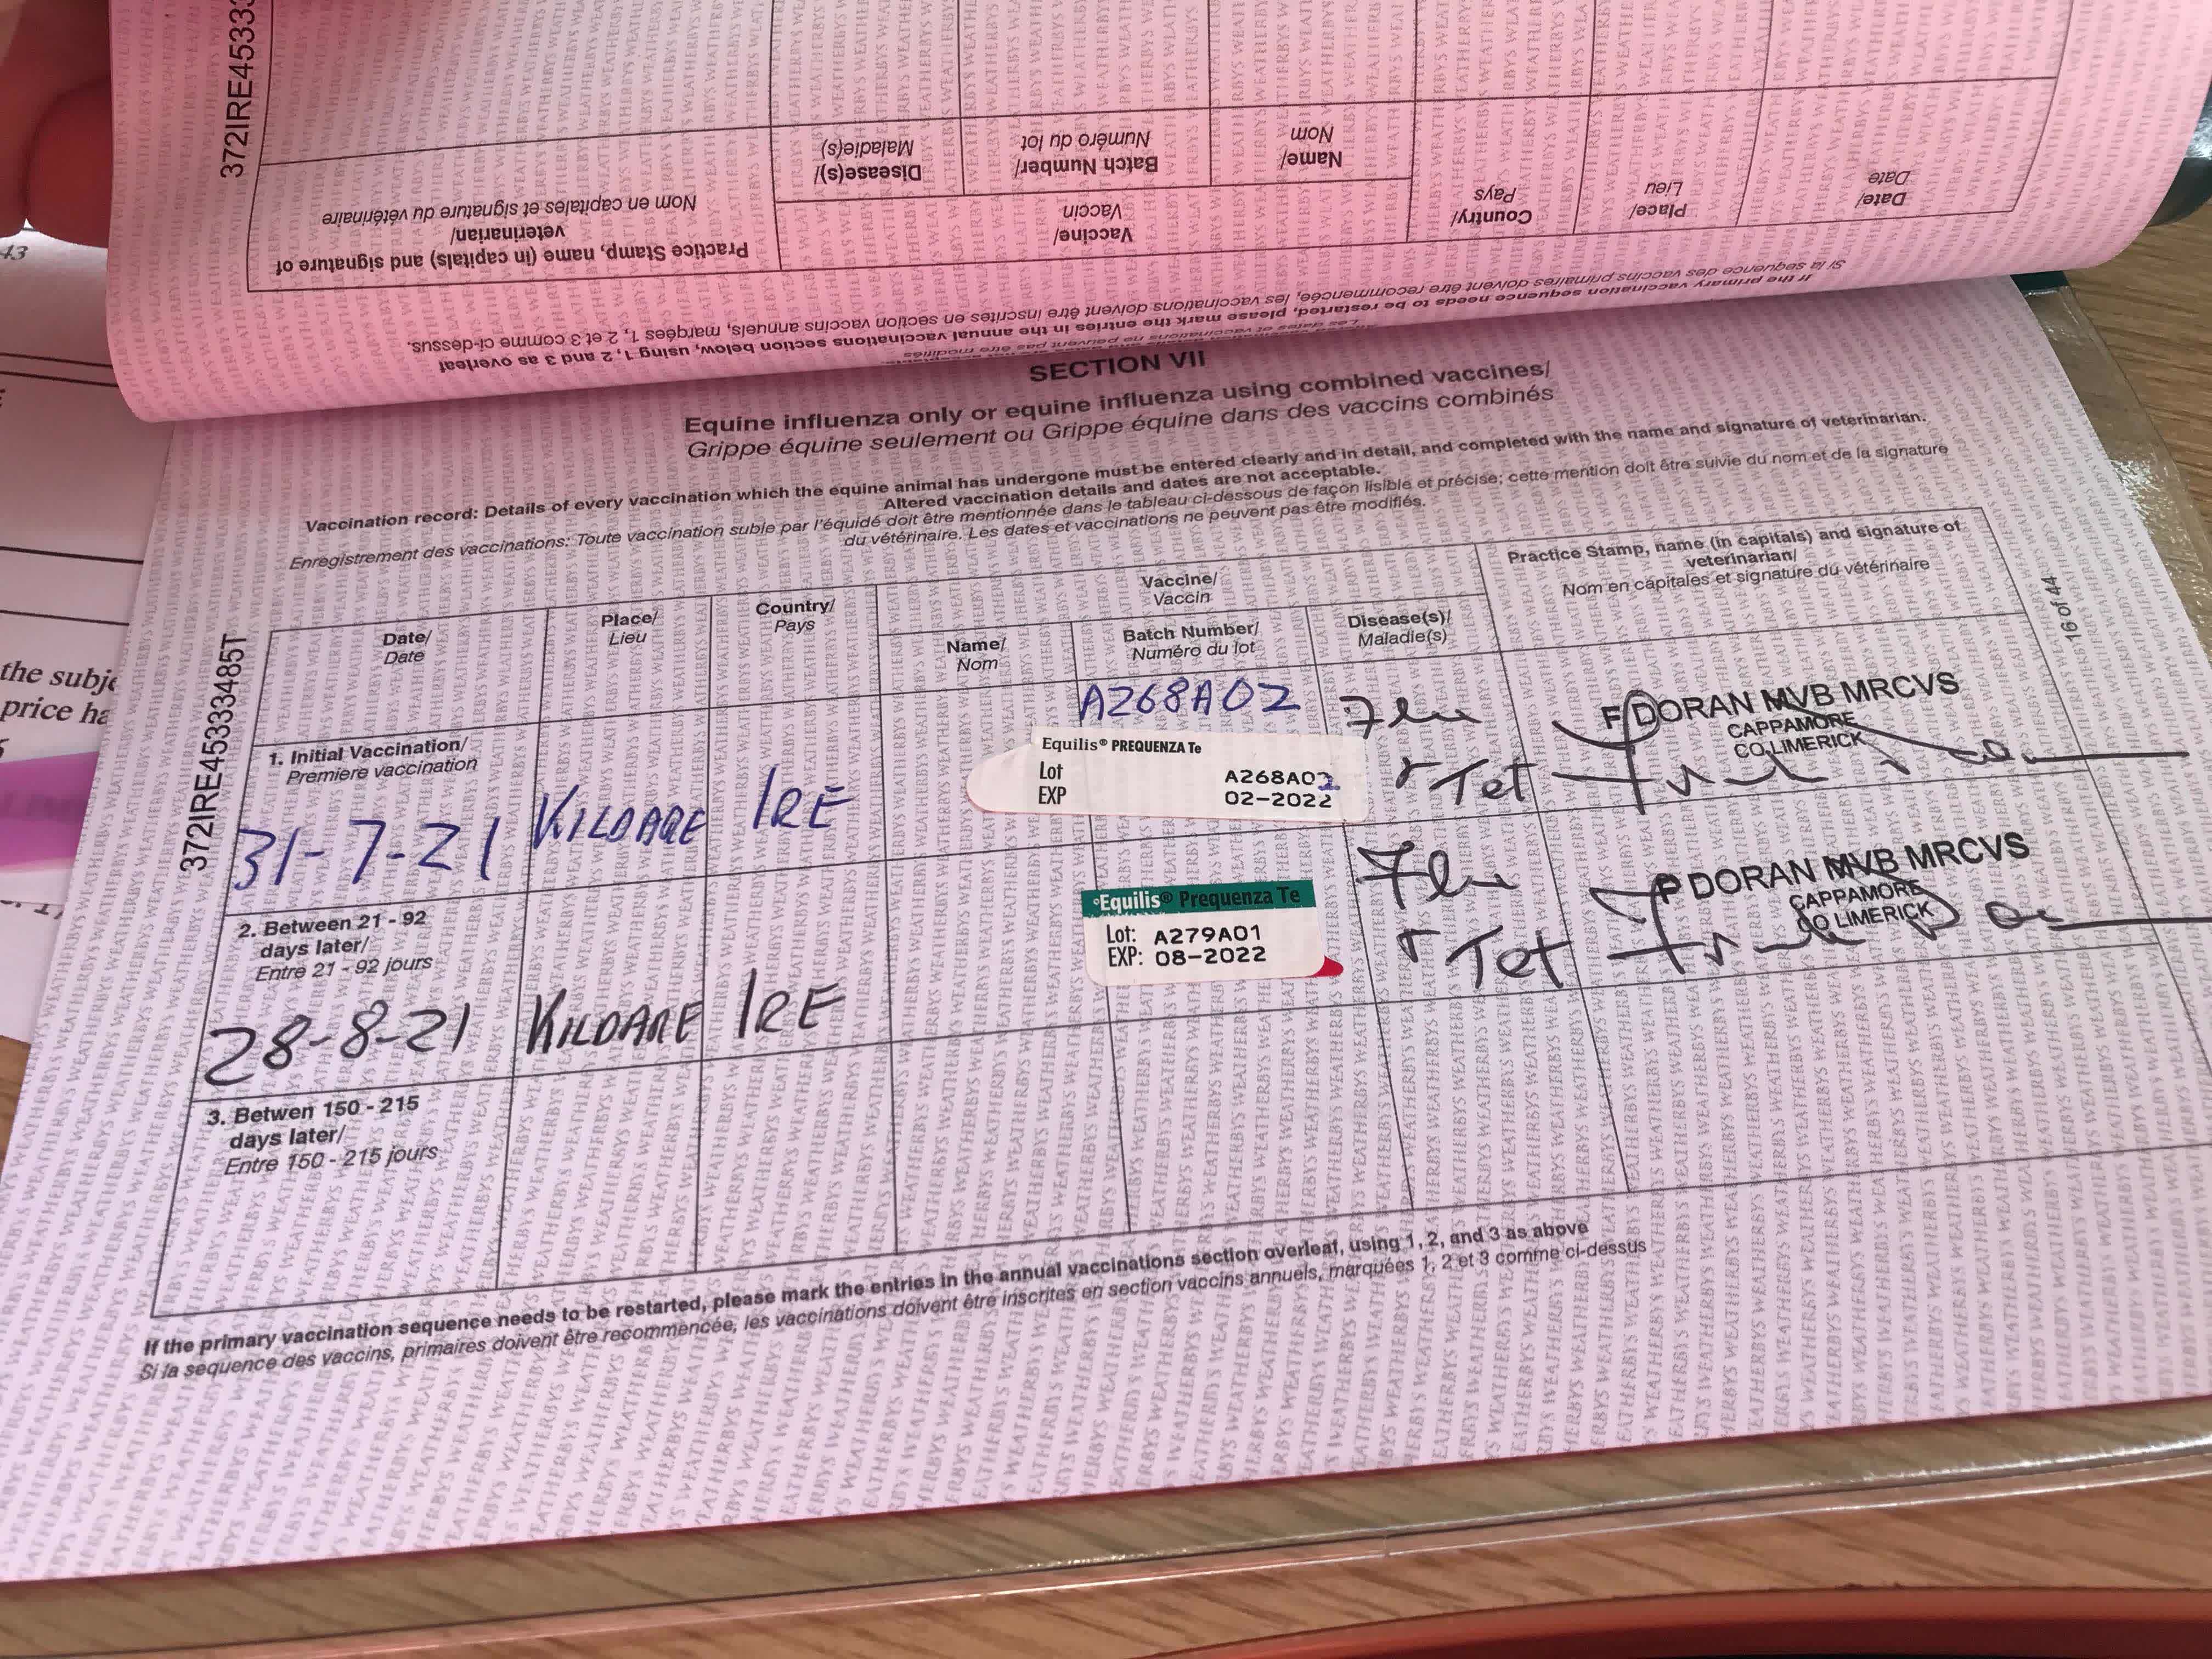 372IRE45333
Practice Stamp, name (in capitals) and signature of
veterinarian/
Nom en capitales et signature du vétérinaire
Vaccine/
Vaccin
Disease(s)/
Maladie(s)
Batch Number/
Numéro du lot
Name/
Nom
Country/
Pays
Place/
Lieu
Date/
Date
If the primary vaccination sequence needs to be restarted, please mark the entries in the annual vaccinations section below, using 1, 2 and 3 as overleaf
Si la sequence des vaccins primaires doivent être recommencée, les vaccinations doivent être inscrites en section vaccins annuels, marqées 1, 2 et 3 comme ci-dessus.
43
the subje
price ha
SECTION VII
Equine influenza only or equine influenza using combined vaccines/
Grippe équine seulement ou Grippe équine dans des vaccins combinés
Vaccination record: Details of every vaccination which the equine animal has undergone must be entered clearly and in detail, and completed with the name and signature of veterinarian.
Altered vaccination details and dates are not acceptable.
Enregistrement des vaccinations: Toute vaccination subie par l'équidé doit être mentionnée dans le tableau ci-dessous de façon lisible et précise; cette mention doit être suivie du nom et de la signature
du vétérinaire. Les dates et vaccinations ne peuvent pas être modifiés.
372IRE45333485T
16 of 44
Date/
Date
Place/
Lieu
Country/
Pays
Vaccine/
Vaccin
Name/
Nom
Batch Number/
Numéro du lot
Disease(s)/
Maladie(s)
Practice Stamp, name (in capitals) and signature of
veterinarian/
Nom en capitales et signature du vétérinaire
1. Initial Vaccination/
Premiere vaccination
31-7-21
KILDARE
IRE
A268A02
Equilis® PREQUENZA Te
Lot A268A02
EXP 02-2022
Flu
+ Tet
F DORAN MVB MRCVS
CAPPAMORE
CO.LIMERICK
2. Between 21 - 92
days later/
Entre 21 - 92 jours
28-8-21
KILDARE
IRE
Equilis® Prequenza Te
Lot: A279A01
EXP: 08-2022
Flu
+ Tet
P DORAN MVB MRCVS
CAPPAMORE
CO LIMERICK
3. Betwen 150 - 215
days later/
Entre 150 - 215 jours
If the primary vaccination sequence needs to be restarted, please mark the entries in the annual vaccinations section overleaf, using 1, 2, and 3 as above
Si la sequence des vaccins, primaires doivent être recommencée, les vaccinations doivent être inscrites en section vaccins annuels, marquées 1, 2 et 3 comme ci-dessus